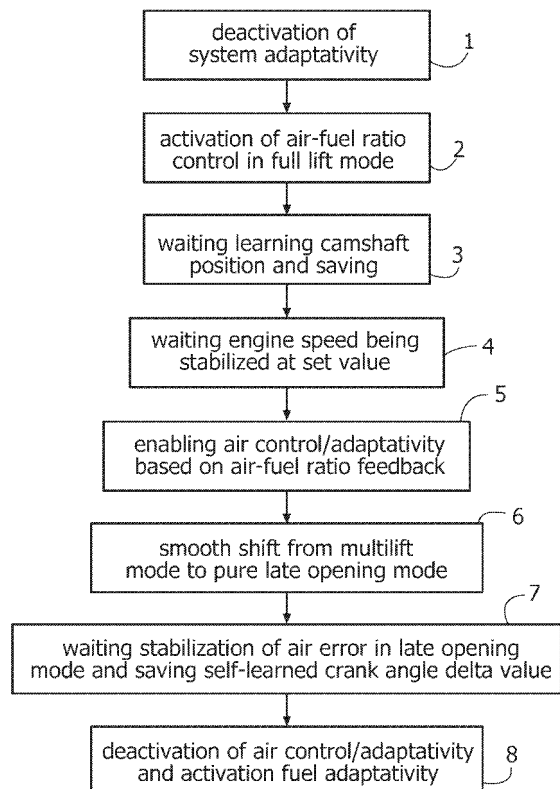 deactivation of
system adaptativity
1
activation of air-fuel ratio
control in full lift mode
2
waiting learning camshaft
position and saving
3
waiting engine speed being
stabilized at set value
4
5
enabling air control/adaptativity
based on air-fuel ratio feedback
6
smooth shift from multilift
mode to pure late opening mode
7
waiting stabilization of air error in late opening
mode and saving self-learned crank angle delta value
deactivation of air control/adaptativity
and activation fuel adaptativity
8